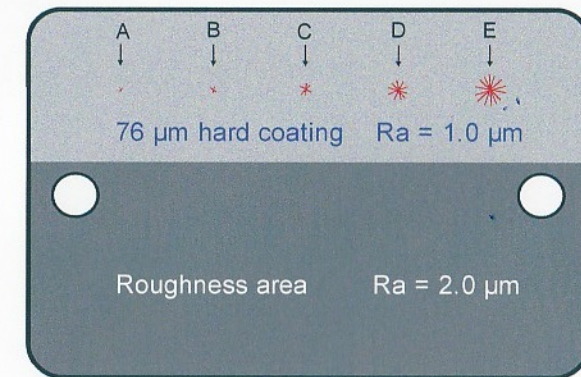 A B C D E
76 µm hard coating Ra = 1.0 µm
Roughness area Ra = 2.0 µm